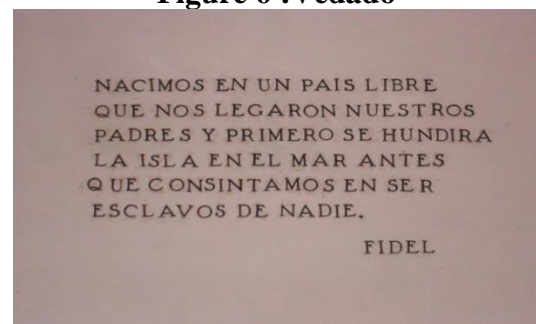 Figure 6 :Vedado
NACIMOS EN UN PAIS LIBRE
QUE NOS LEGARON NUESTROS
PADRES Y PRIMERO SE HUNDIRA
LA ISLA EN EL MAR ANTES
QUE CONSINTAMOS EN SER
ESCLAVOS DE NADIE.
FIDEL